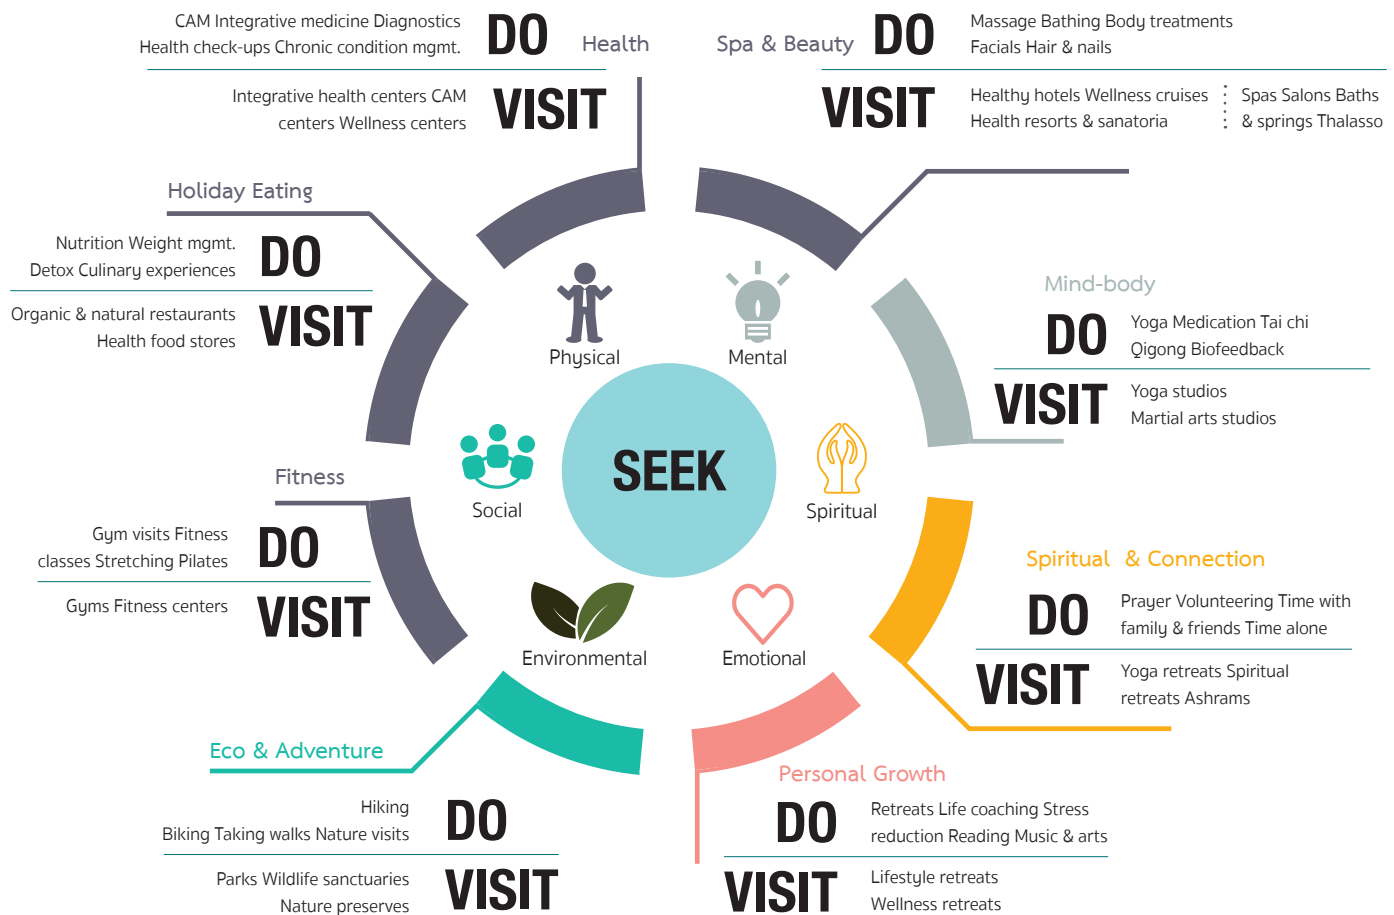 Health
CAM Integrative medicine Diagnostics
Health check-ups Chronic condition mgmt.
DO
Integrative health centers CAM
centers Wellness centers
VISIT
Spa & Beauty
DO
Massage Bathing Body treatments
Facials Hair & nails
VISIT
Healthy hotels Wellness cruises
Health resorts & sanatoria
Spas Salons Baths
& springs Thalasso
Holiday Eating
Nutrition Weight mgmt.
Detox Culinary experiences
DO
Organic & natural restaurants
Health food stores
VISIT
Mind-body
DO
Yoga Medication Tai chi
Qigong Biofeedback
VISIT
Yoga studios
Martial arts studios
Physical
Mental
Social
SEEK
Spiritual
Environmental
Emotional
Fitness
Gym visits Fitness
classes Stretching Pilates
DO
Gyms Fitness centers
VISIT
Spiritual & Connection
DO
Prayer Volunteering Time with
family & friends Time alone
VISIT
Yoga retreats Spiritual
retreats Ashrams
Eco & Adventure
Hiking
Biking Taking walks Nature visits
DO
Parks Wildlife sanctuaries
Nature preserves
VISIT
Personal Growth
DO
Retreats Life coaching Stress
reduction Reading Music & arts
VISIT
Lifestyle retreats
Wellness retreats